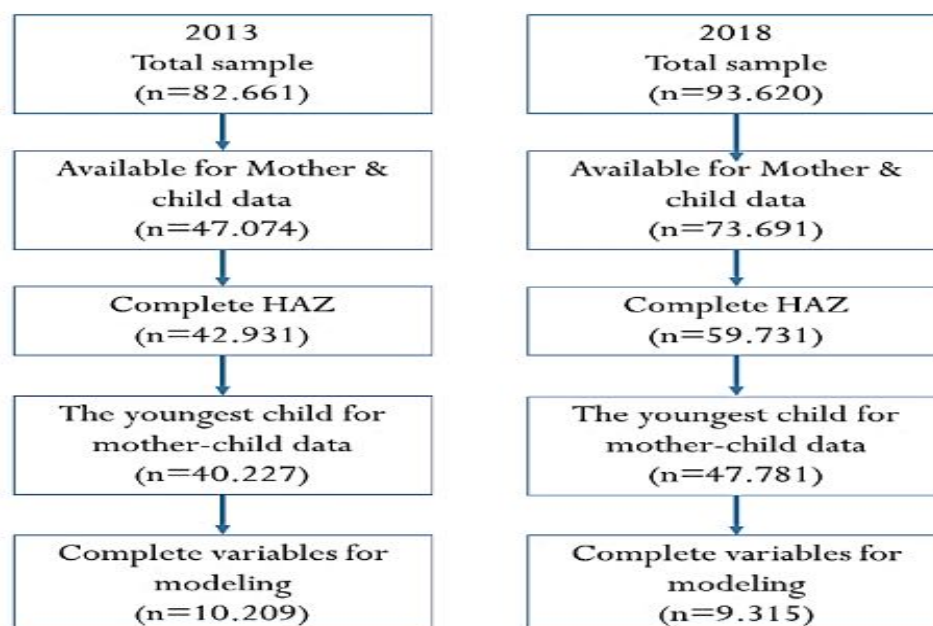 2013
Total sample
(n=82.661)
Available for Mother &
child data
(n=47.074)
Complete HAZ
(n=42.931)
The youngest child for
mother-child data
(n=40.227)
Complete variables for
modeling
(n=10.209)
2018
Total sample
(n=93.620)
Available for Mother &
child data
(n=73.691)
Complete HAZ
(n=59.731)
The youngest child for
mother-child data
(n=47.781)
Complete variables for
modeling
(n=9.315)